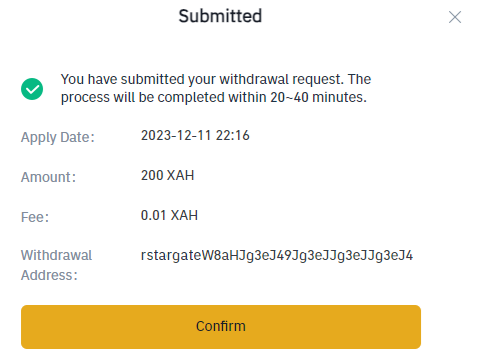 Submitted
You have submitted your withdrawal request. The
process will be completed within 20~40 minutes.
Apply Date: 2023-12-11 22:16
Amount: 200 XAH
Fee: 0.01 XAH
Withdrawal Address: rstargateW8aHJg3eJ49Jg3eJJg3eJJg3eJ4
Confirm